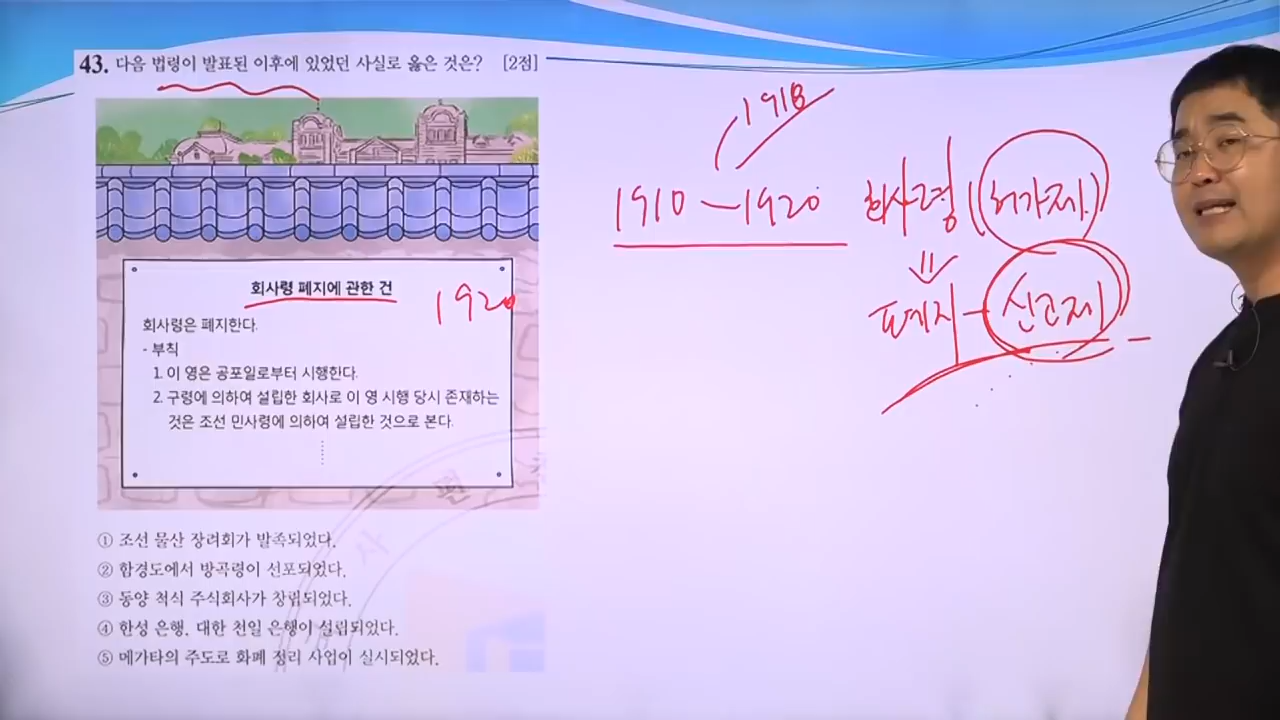 43. 다음 법령이 발표된 이후에 있었던 사실로 옳은 것은? [2점]
회사령 폐지에 관한 건
회사령은 폐지한다.
- 부칙
1. 이 영은 공포일로부터 시행한다.
2. 구령에 의하여 설립한 회사로 이 영 시행 당시 존재하는
것은 조선 민사령에 의하여 설립한 것으로 본다.
1920
① 조선 물산 장려회가 발족되었다.
② 함경도에서 방곡령이 선포되었다.
③ 동양 척식 주식회사가 창립되었다.
④ 한성 은행, 대한 천일 은행이 설립되었다.
⑤ 메가타의 주도로 화폐 정리 사업이 실시되었다.
사 편 찬
1918
1910 ~ 1920 회사령 (허가제)
⇓
폐지 - 신고제